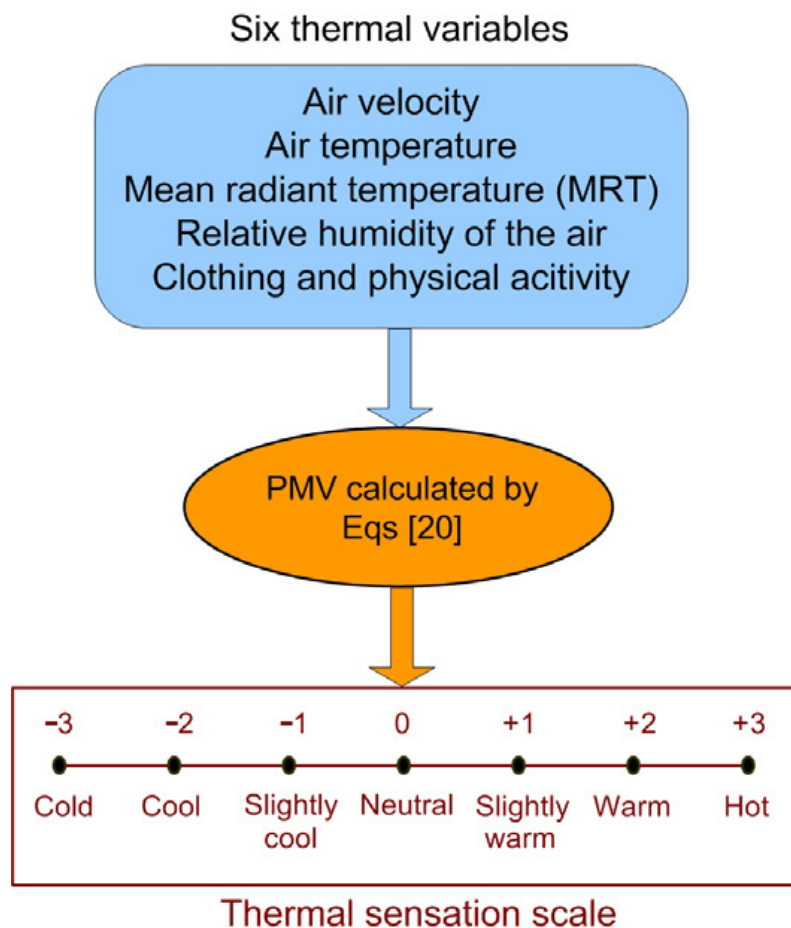 Six thermal variables
Air velocity
Air temperature
Mean radiant temperature (MRT)
Relative humidity of the air
Clothing and physical acitivity
PMV calculated by
Eqs [20]
−3 −2 −1 0 +1 +2 +3
Cold Cool Slightly Neutral Slightly Warm Hot
cool warm
Thermal sensation scale